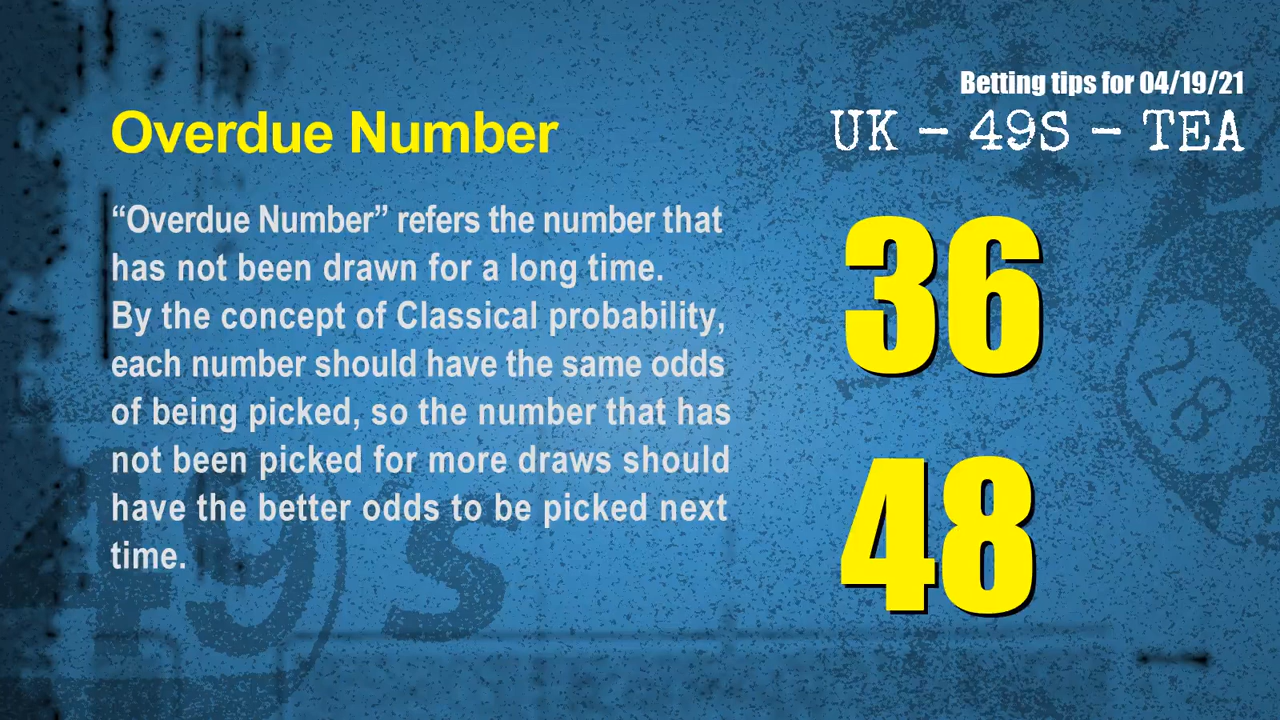 Betting tips for 04/19/21
UK - 49S - TEA
Overdue Number
“Overdue Number” refers the number that
has not been drawn for a long time.
By the concept of Classical probability,
each number should have the same odds
of being picked, so the number that has
not been picked for more draws should
have the better odds to be picked next
time.
36
48
28
49s